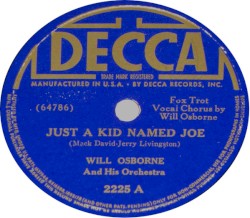 DECCA
TRADE MARK REGISTERED
MANUFACTURED IN U.S.A. - BY DECCA RECORDS, INC.
Fox Trot
(64786)
Vocal Chorus by
Will Osborne
JUST A KID NAMED JOE
(Mack David-Jerry Livingston)
WILL OSBORNE
And His Orchestra
2225 A